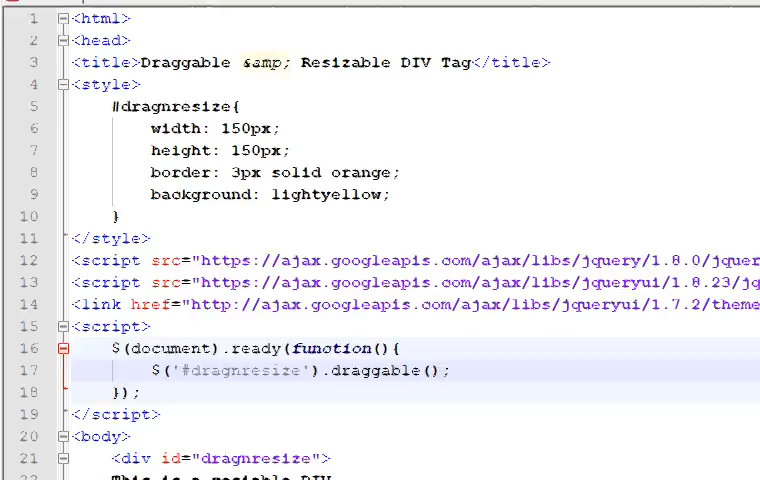 1 <html>
2 <head>
3 <title>Draggable &amp; Resizable DIV Tag</title>
4 <style>
5 #dragnresize{
6 width: 150px;
7 height: 150px;
8 border: 3px solid orange;
9 background: lightyellow;
10 }
11 </style>
12 <script src="https://ajax.googleapis.com/ajax/libs/jquery/1.8.0/jquer
13 <script src="https://ajax.googleapis.com/ajax/libs/jqueryui/1.8.23/jq
14 <link href="http://ajax.googleapis.com/ajax/libs/jqueryui/1.7.2/theme
15 <script>
16 $(document).ready(function(){
17 $('#dragnresize').draggable();
18 });
19 </script>
20 <body>
21 <div id="dragnresize">
22 This is a DIV